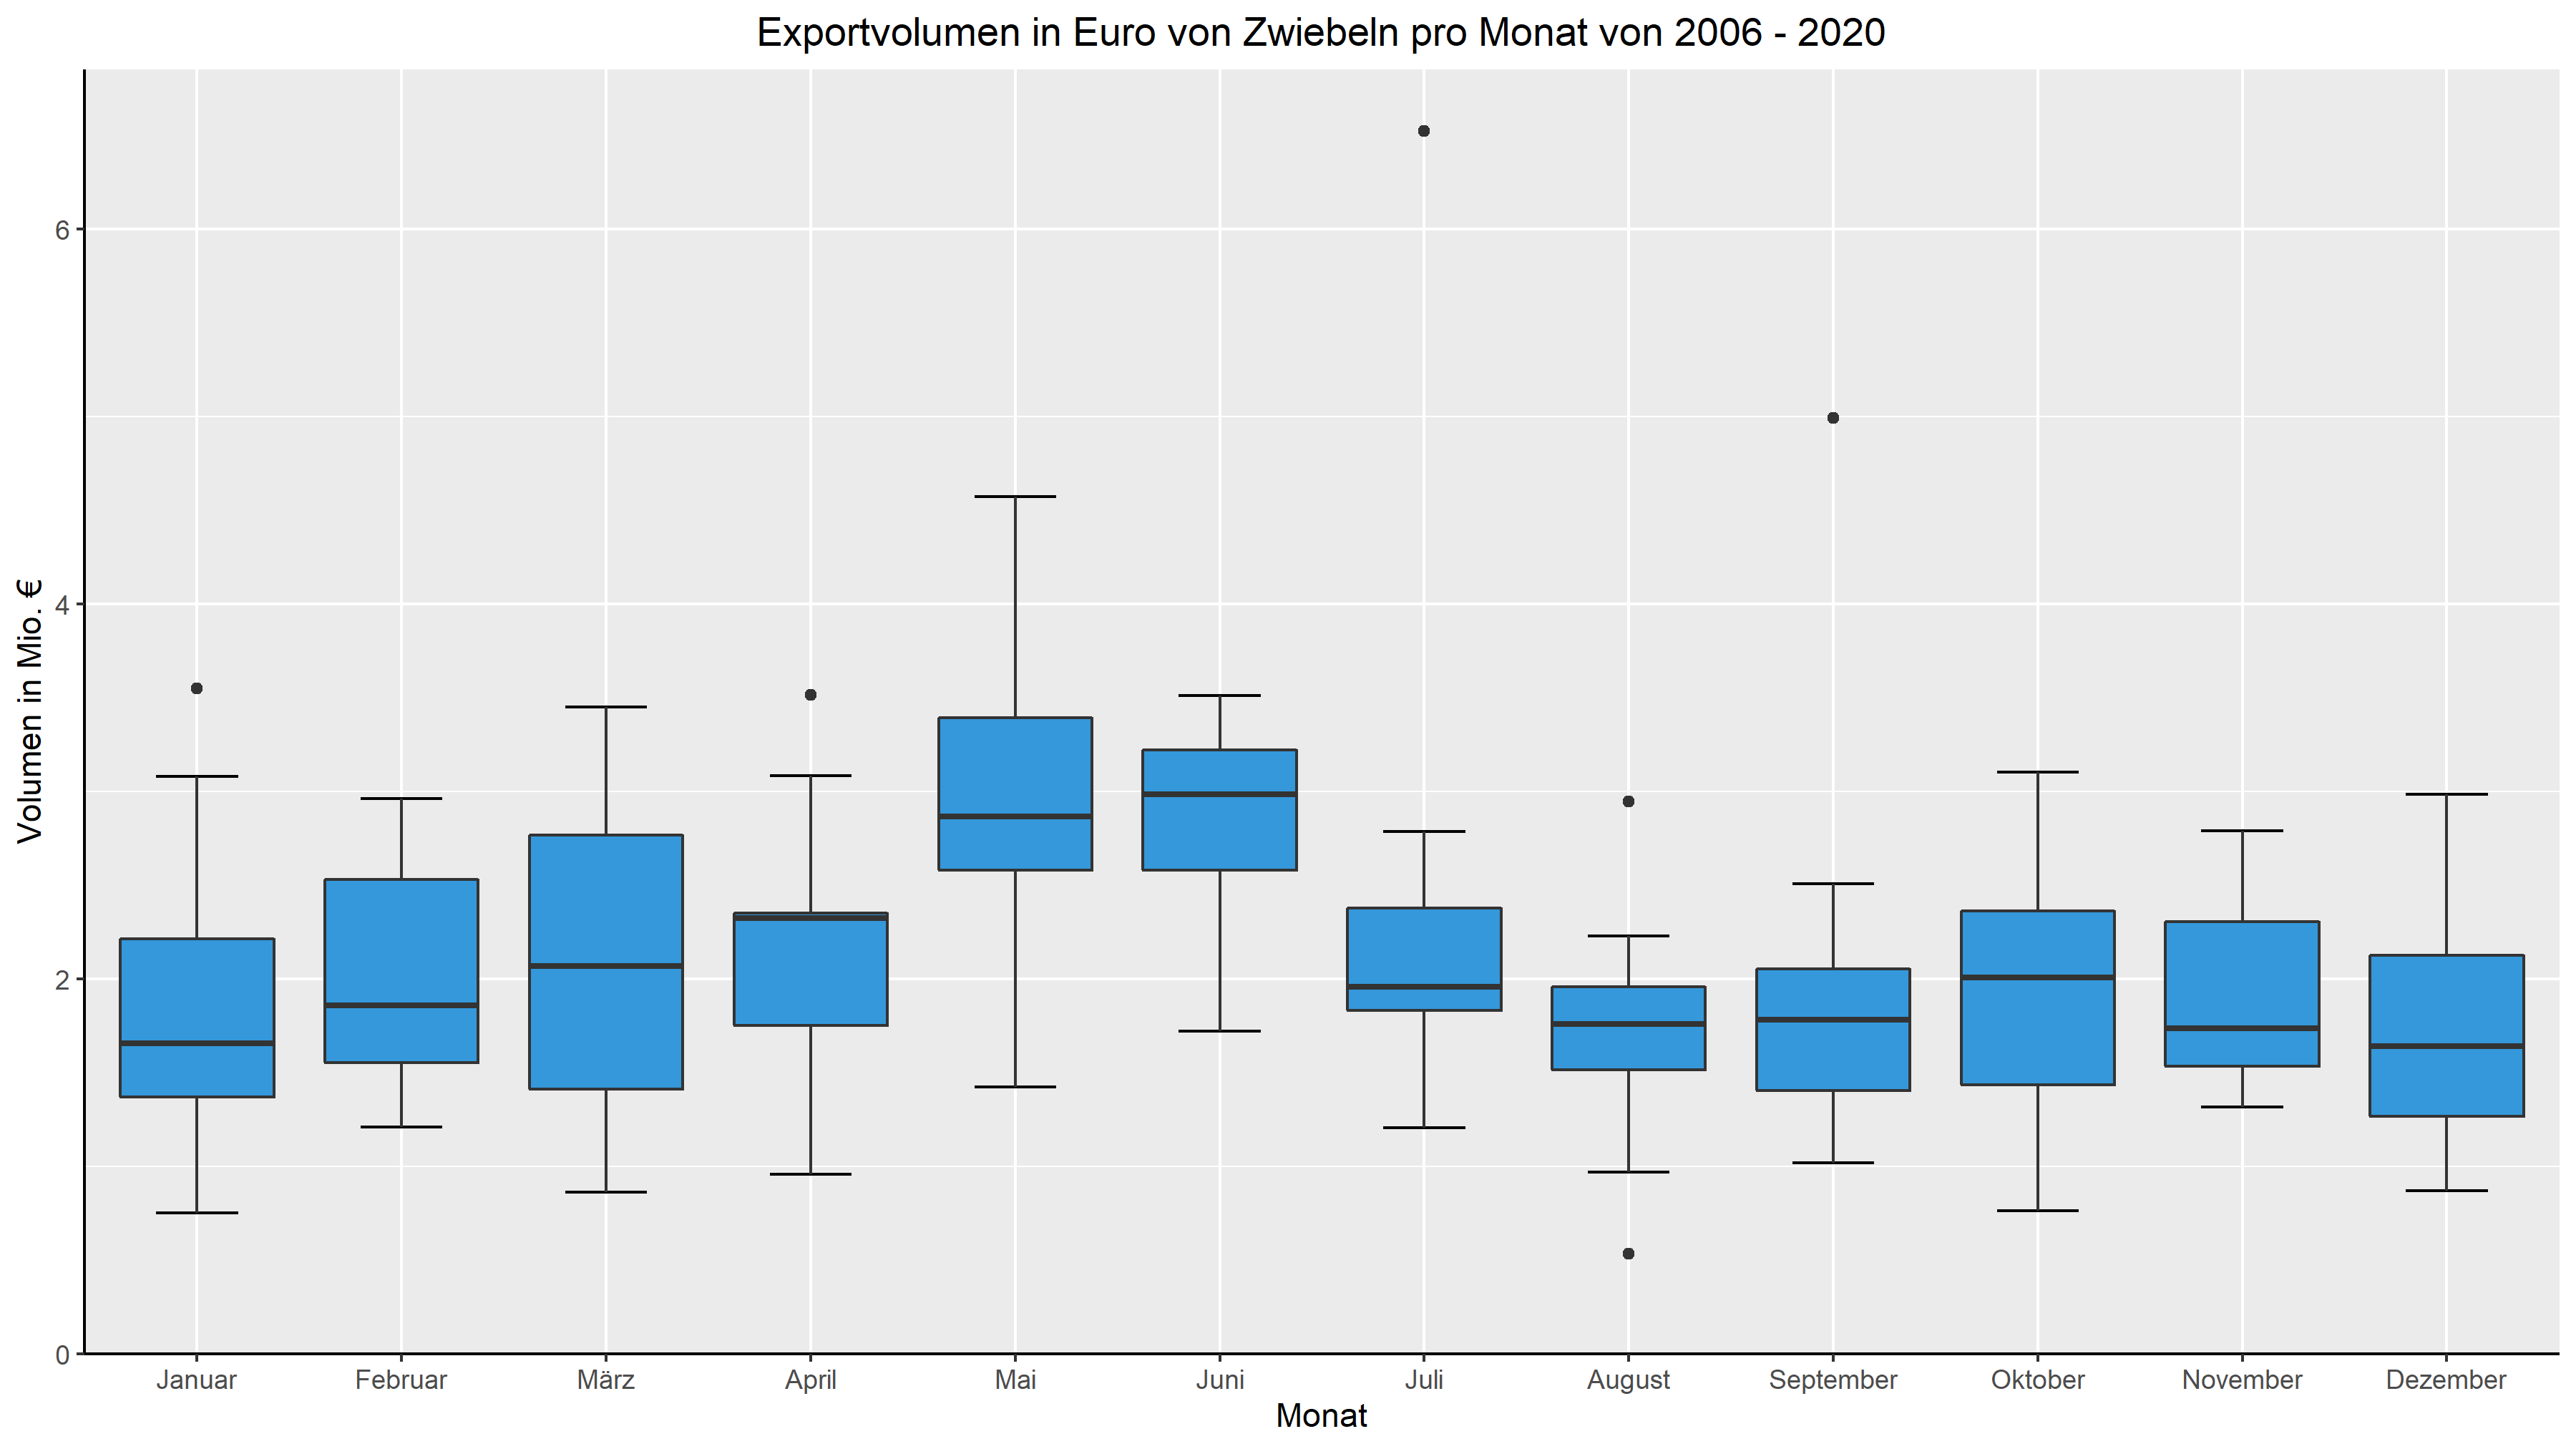 Exportvolumen in Euro von Zwiebeln pro Monat von 2006 - 2020
Volumen in Mio. €
6
4
2
0
Januar Februar März April Mai Juni Juli August September Oktober November Dezember
Monat